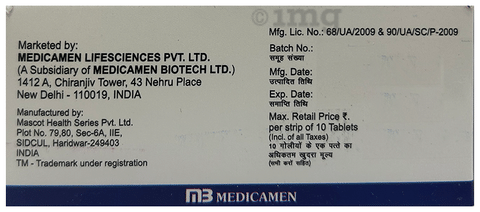 1mg
Marketed by:
MEDICAMEN LIFESCIENCES PVT. LTD.
(A Subsidiary of MEDICAMEN BIOTECH LTD.)
1412 A, Chiranjiv Tower, 43 Nehru Place
New Delhi - 110019, INDIA
Manufactured by:
Mascot Health Series Pvt. Ltd.
Plot No. 79,80, Sec-6A, IIE,
SIDCUL, Haridwar-249403
INDIA
TM - Trademark under registration
Mfg. Lic. No.: 68/UA/2009 & 90/UA/SC/P-2009
Batch No.:
समूह संख्या
Mfg. Date:
उत्पादित तिथि
Exp. Date:
समाप्ति तिथि
Max. Retail Price ₹.
per strip of 10 Tablets
(Incl. of all Taxes)
10 गोलीयों के एक पत्ते का
अधिकतम खुदरा मूल्य
(सभी करों सहित)
MB MEDICAMEN